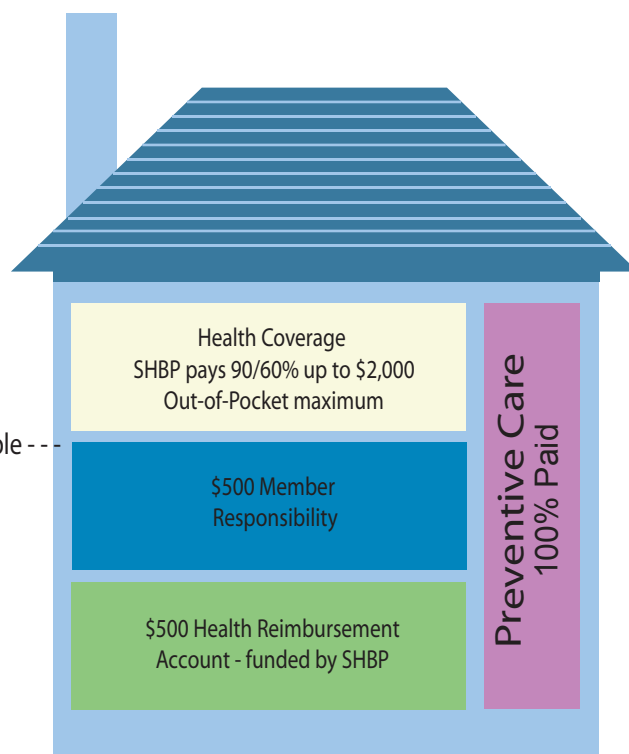 Health Coverage
SHBP pays 90/60% up to $2,000
Out-of-Pocket maximum
ble - - -
$500 Member
Responsibility
$500 Health Reimbursement
Account - funded by SHBP
Preventive Care
100% Paid